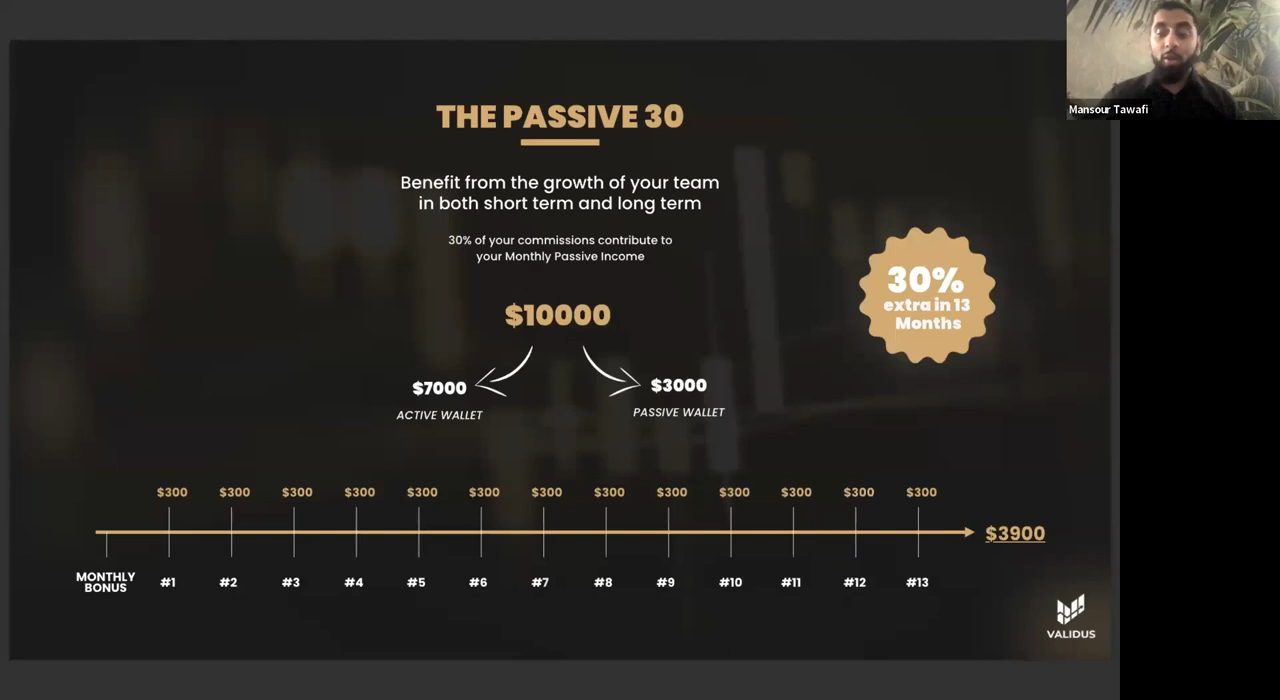 Mansour Tawafi
THE PASSIVE 30
Benefit from the growth of your team
in both short term and long term
30% of your commissions contribute to
your Monthly Passive Income
30%
extra in 13
Months
$10000
$7000
$3000
ACTIVE WALLET
PASSIVE WALLET
$300 $300 $300 $300 $300 $300 $300 $300 $300 $300 $300 $300 $300
$3900
MONTHLY
BONUS
#1 #2 #3 #4 #5 #6 #7 #8 #9 #10 #11 #12 #13
VALIDUS